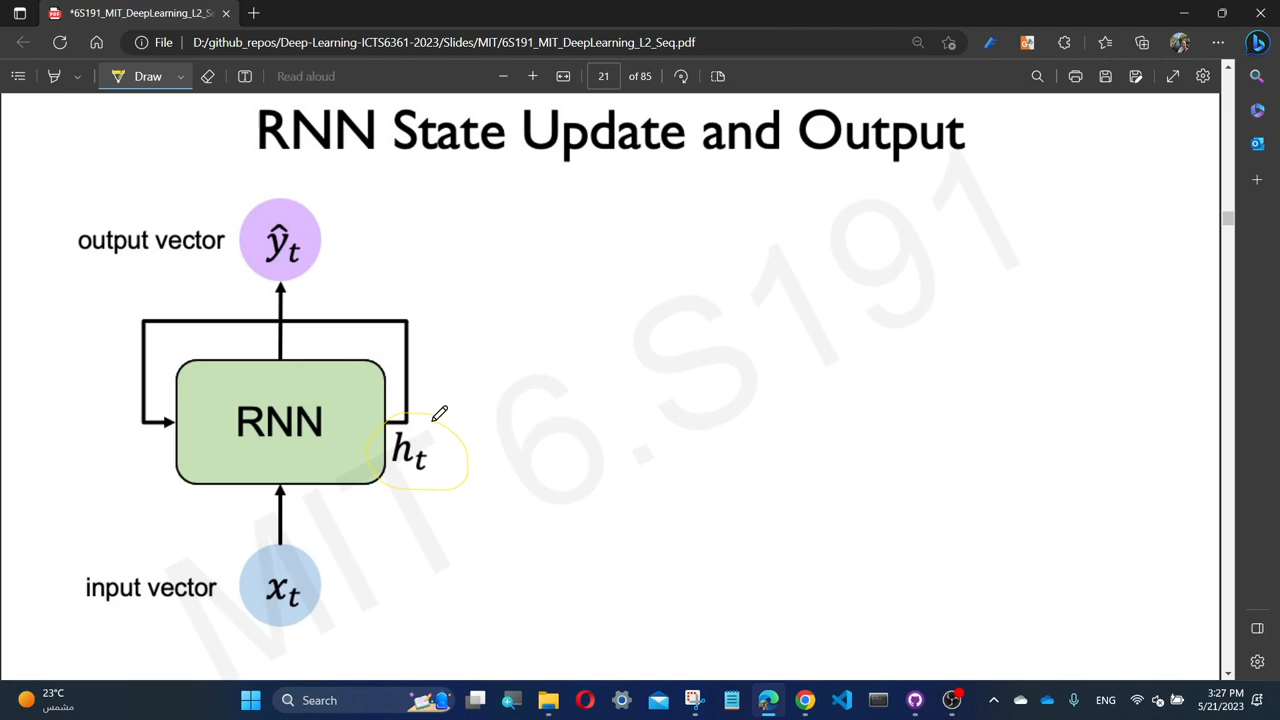 *6S191_MIT_DeepLearning_L2_Seq
File
D:/github_repos/Deep-Learning-ICTS6361-2023/Slides/MIT/6S191_MIT_DeepLearning_L2_Seq.pdf
Draw
Read aloud
21
of 85
RNN State Update and Output
output vector
ŷt
RNN
ht
input vector
xt
MIT 6.S191
23°C
مشمس
Search
ENG
3:27 PM
5/21/2023